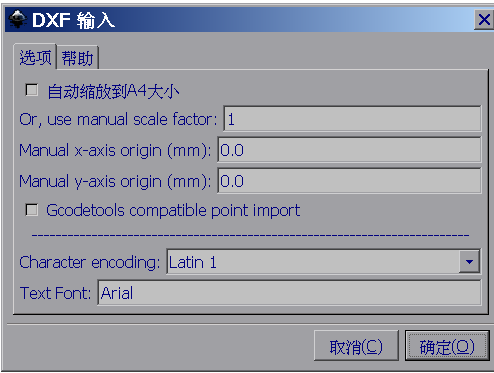 DXF 输入
选项 帮助
自动缩放到A4大小
Or, use manual scale factor: 1
Manual x-axis origin (mm): 0.0
Manual y-axis origin (mm): 0.0
Gcodetools compatible point import
Character encoding: Latin 1
Text Font: Arial
取消(C) 确定(O)